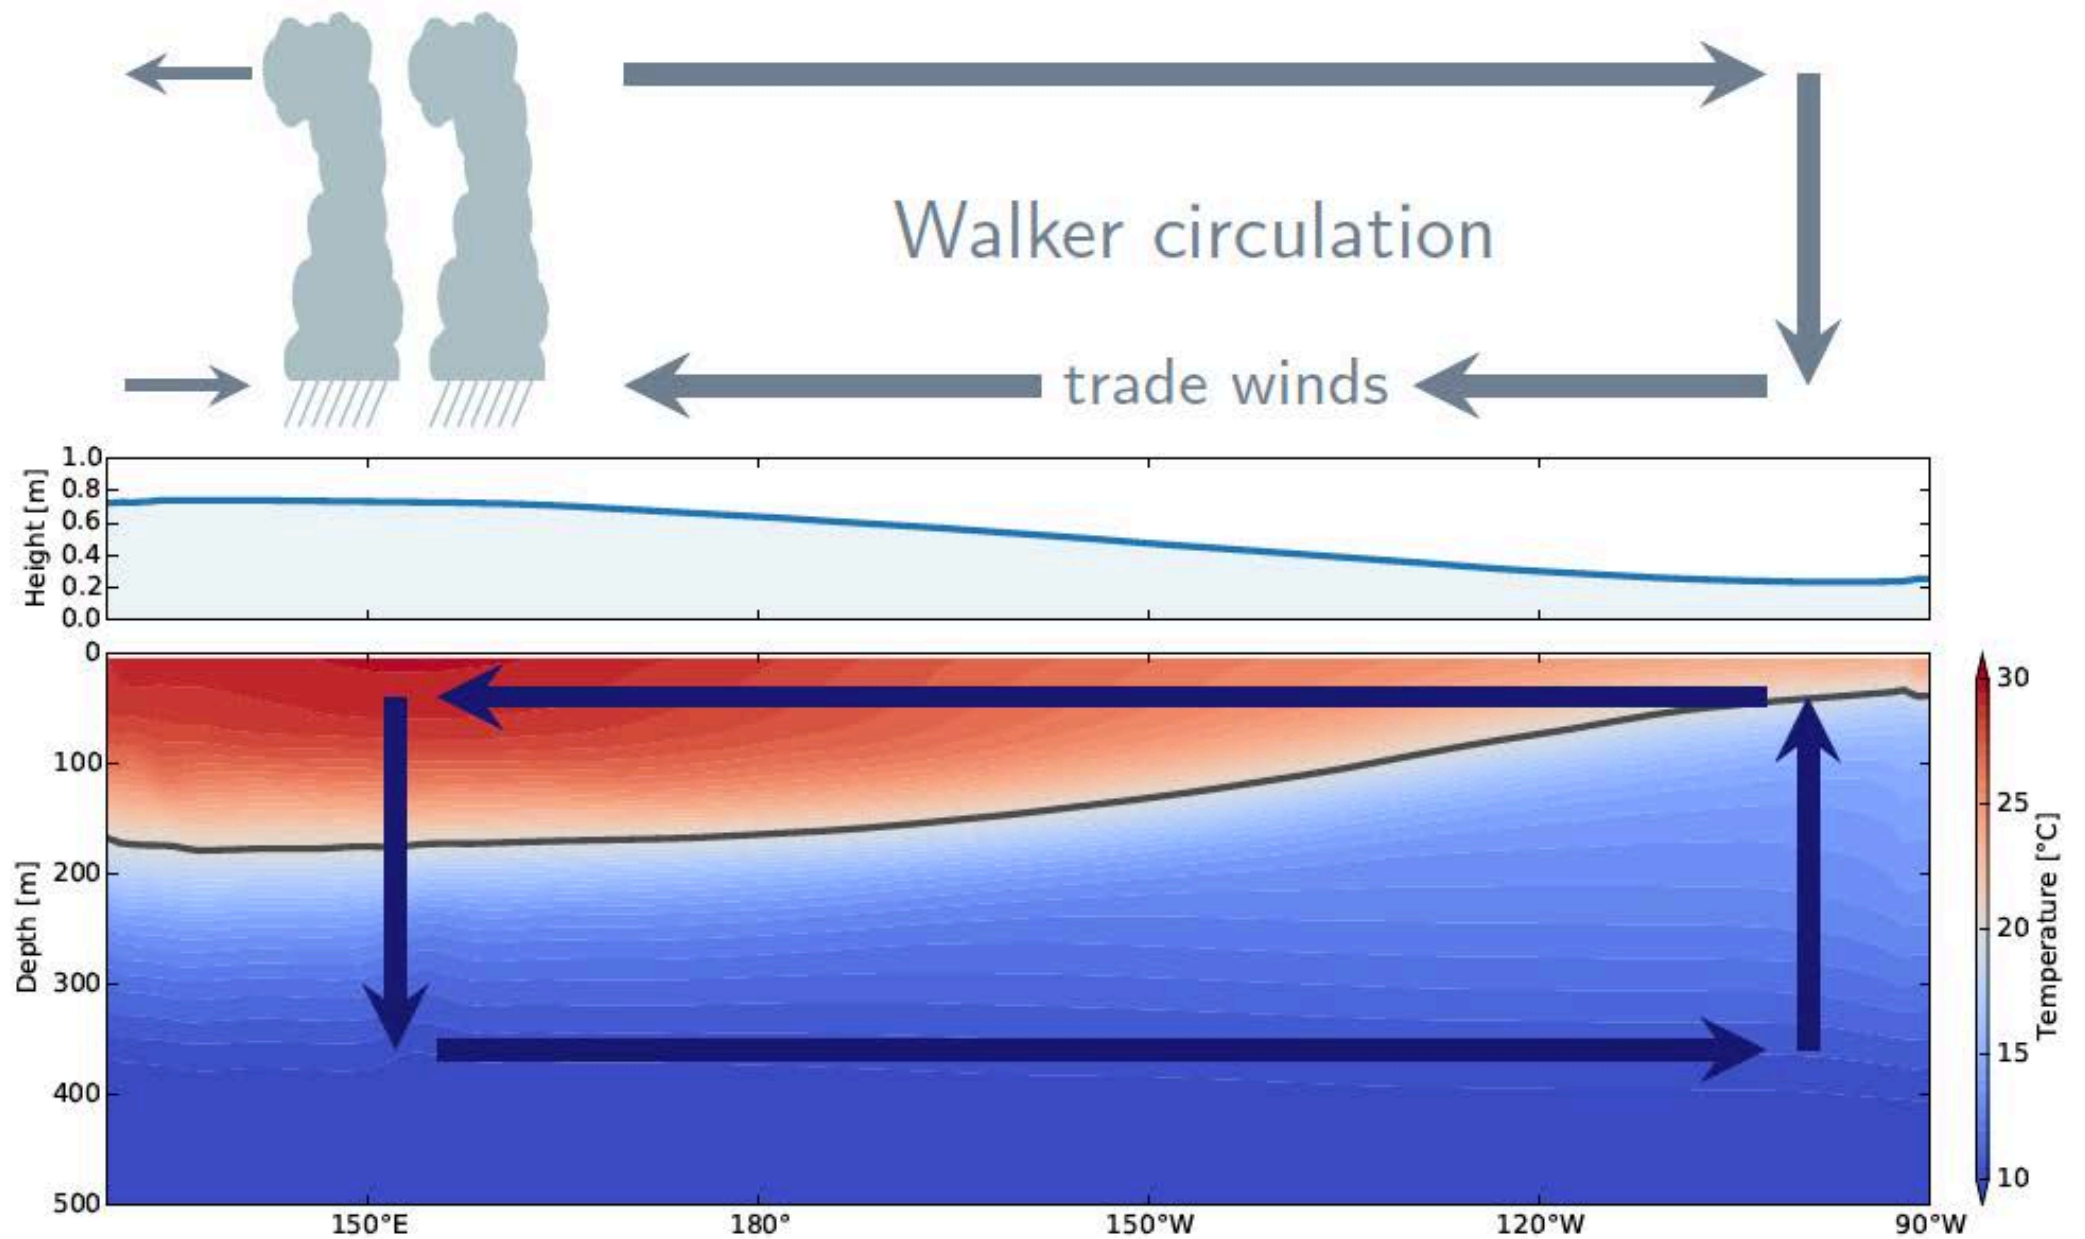 Walker circulation
trade winds
Height [m]
1.0
0.8
0.6
0.4
0.2
0.0
Depth [m]
0
100
200
300
400
500
150°E 180° 150°W 120°W 90°W
30
25
20
15
10
Temperature [°C]